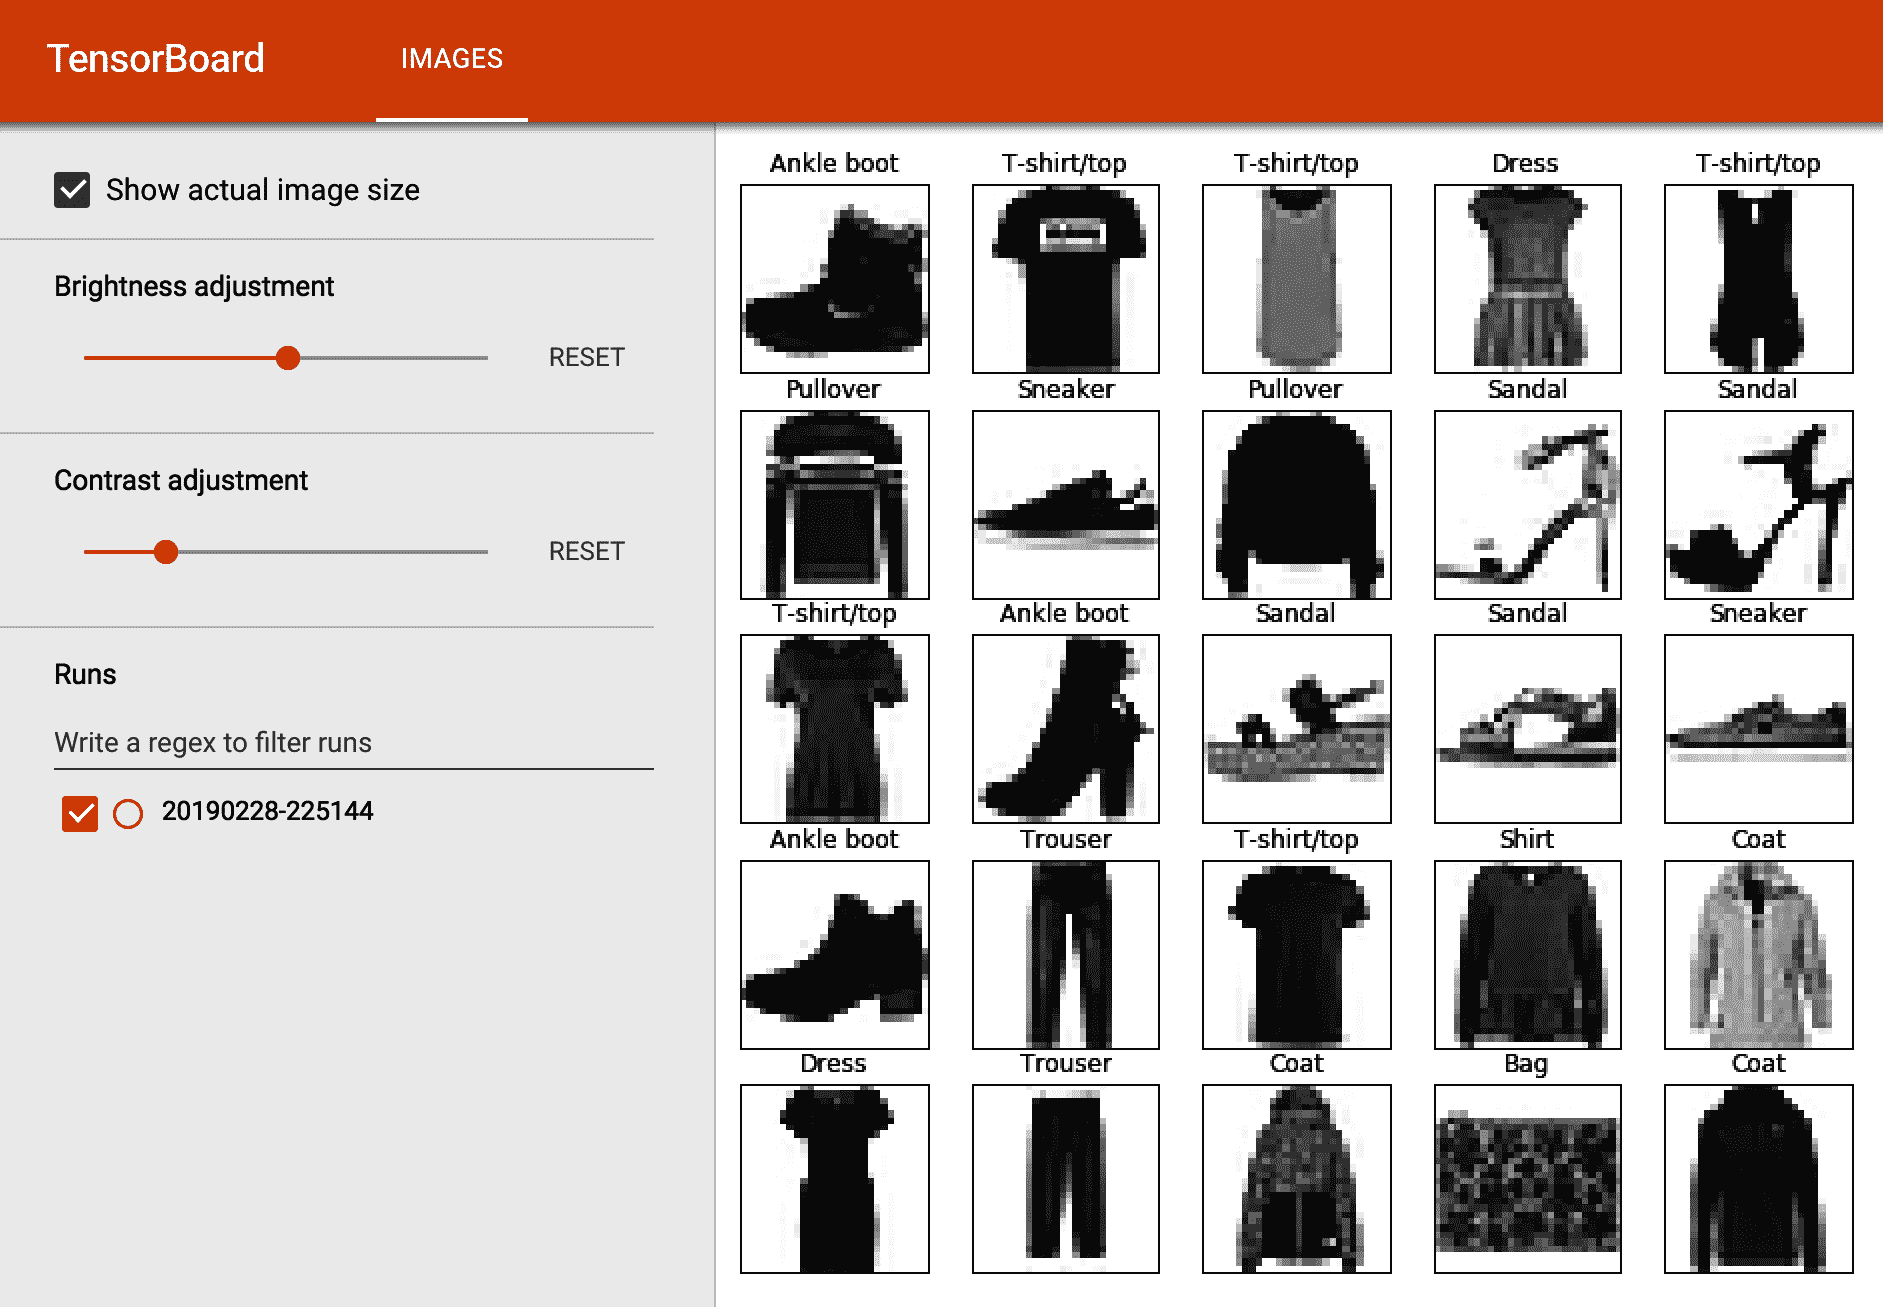 TensorBoard
IMAGES
Show actual image size
Brightness adjustment
RESET
Contrast adjustment
RESET
Runs
Write a regex to filter runs
20190228-225144
Ankle boot T-shirt/top T-shirt/top Dress T-shirt/top
Pullover Sneaker Pullover Sandal Sandal
T-shirt/top Ankle boot Sandal Sandal Sneaker
Ankle boot Trouser T-shirt/top Shirt Coat
Dress Trouser Coat Bag Coat